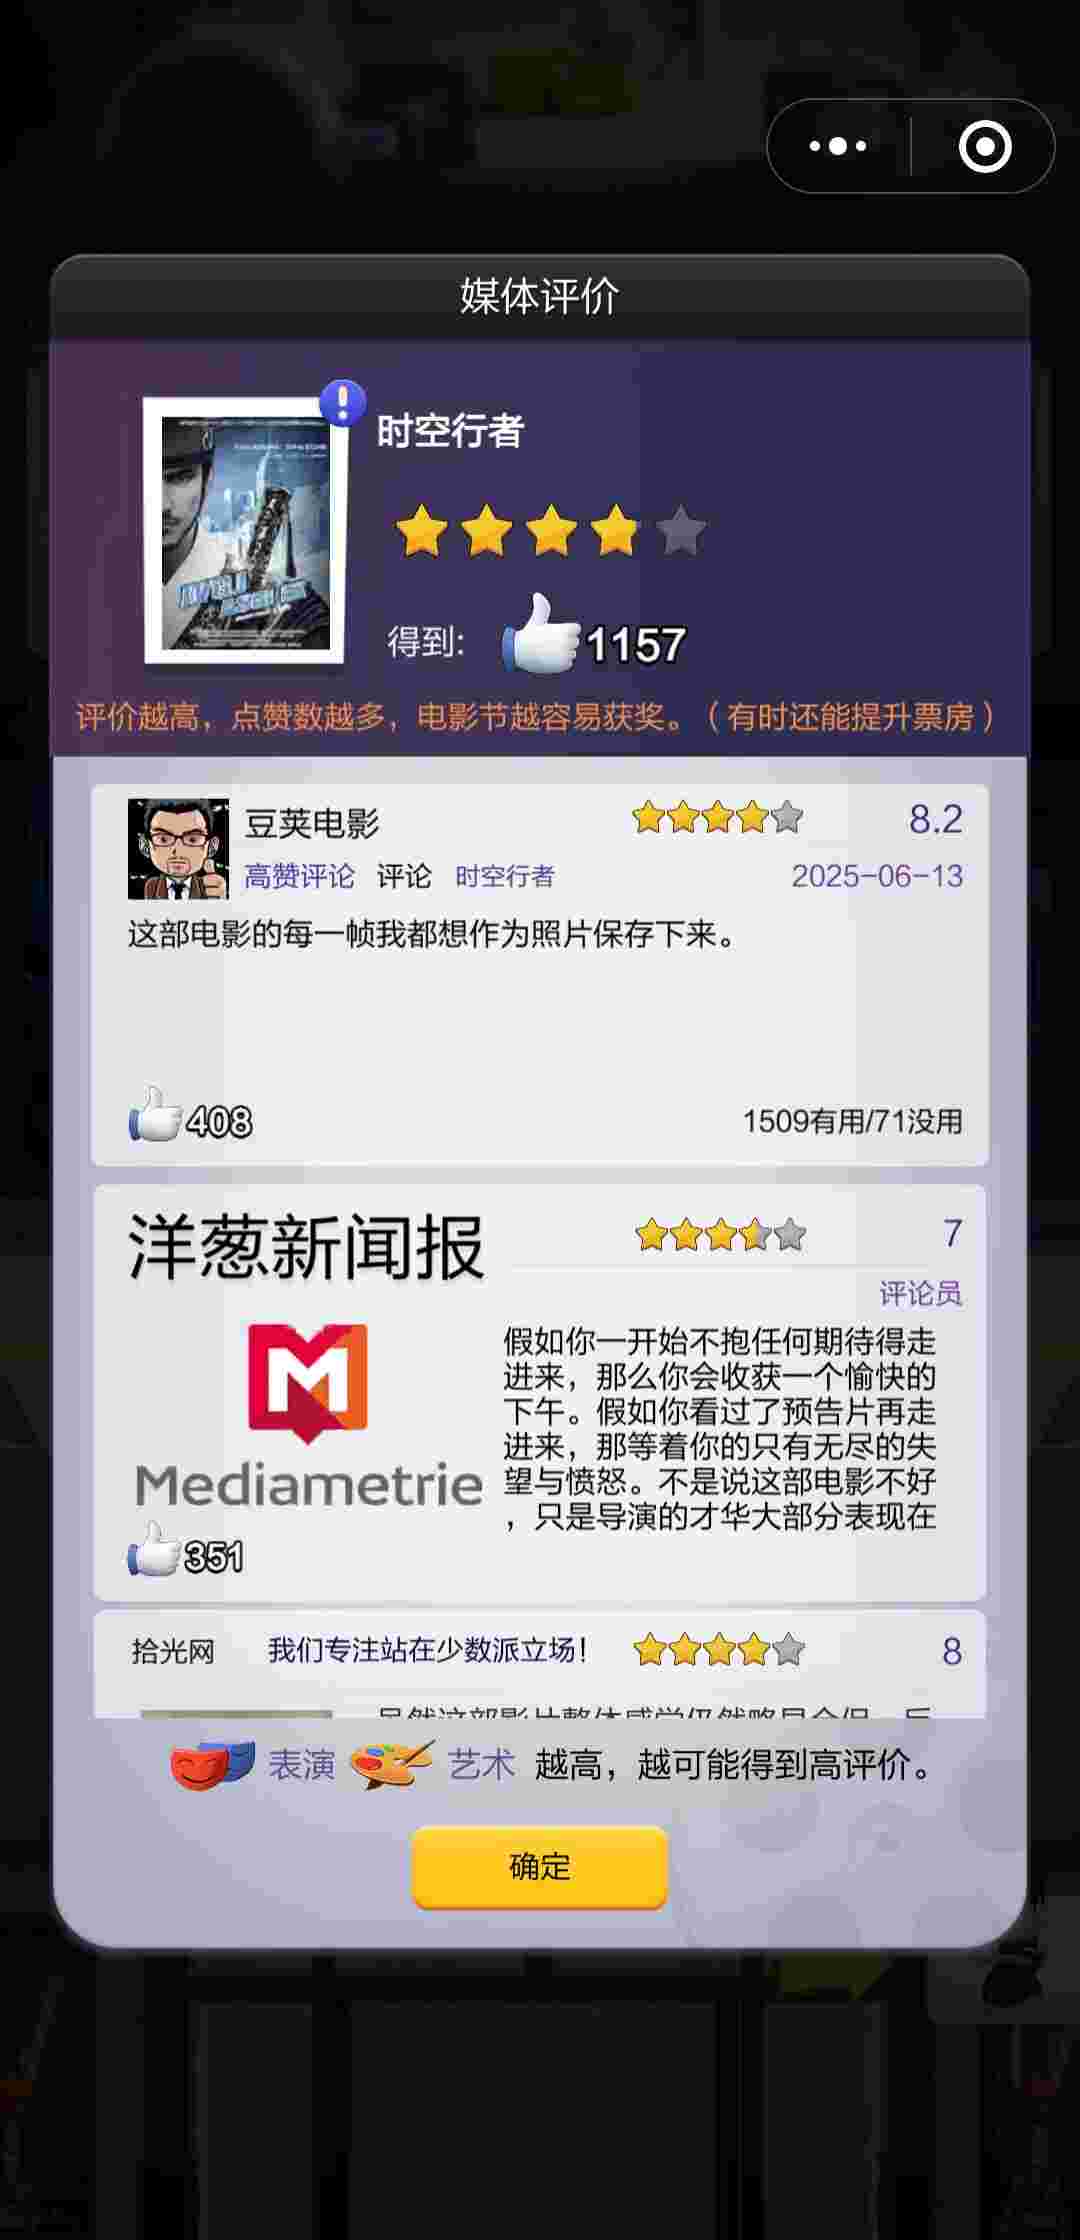 媒体评价
时空行者
得到:
1157
评价越高，点赞数越多，电影节越容易获奖。（有时还能提升票房）
豆荚电影
8.2
高赞评论 评论 时空行者
2025-06-13
这部电影的每一帧我都想作为照片保存下来。
408
1509有用/71没用
洋葱新闻报
7
评论员
M
Mediametrie
假如你一开始不抱任何期待得走
进来，那么你会收获一个愉快的
下午。假如你看过了预告片再走
进来，那等着你的只有无尽的失
望与愤怒。不是说这部电影不好
，只是导演的才华大部分表现在
351
拾光网
我们专注站在少数派立场！
8
表演 艺术 越高，越可能得到高评价。
确定